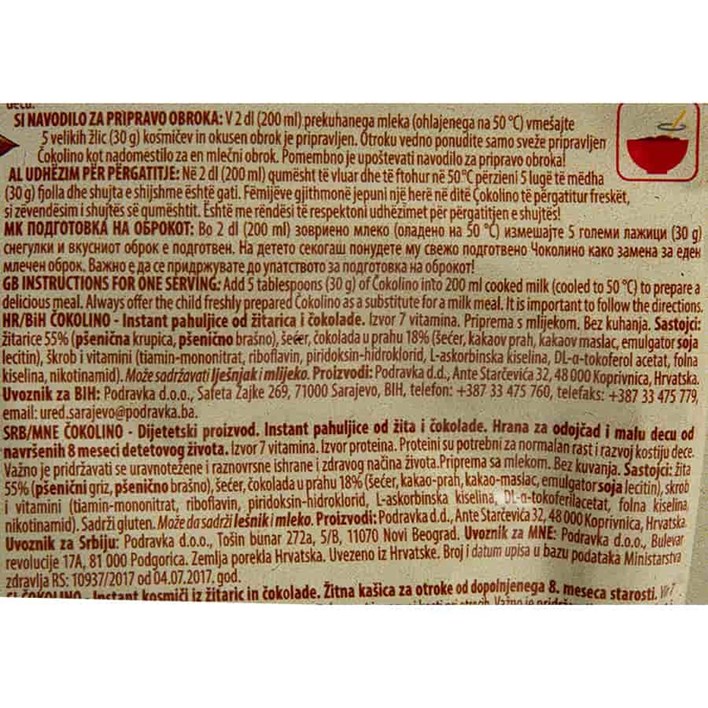 decu.
SI NAVODILO ZA PRIPRAVO OBROKA: V 2 dl (200 ml) prekuhanega mleka (ohlajenega na 50 °C) vmešajte
5 velikih žlic (30 g) kosmičev in okusen obrok je pripravljen. Otroku vedno ponudite samo sveže pripravljen
Čokolino kot nadomestilo za en mlečni obrok. Pomembno je upoštevati navodilo za pripravo obroka!
AL UDHËZIM PËR PËRGATITJE: Në 2 dl (200 ml) qumësht të vluar dhe të ftohur në 50°C përzieni 5 lugë të mëdha
(30 g) fjolla dhe shujta e shijshme është gati. Fëmijëve gjithmonë jepuni një herë në ditë Çokolino të përgatitur freskët,
si zëvendësim i shujtës së qumështit. Është me rëndësi të respektoni udhëzimet për përgatitjen e shujtës!
МК ПОДГОТОВКА НА ОБРОКОТ: Во 2 dl (200 ml) зовриено млеко (оладено на 50 °C) измешајте 5 големи лажици (30 g)
снегулки и вкусниот оброк е подготвен. На детето секогаш понудете му свежо подготвено Чоколино како замена за еден
млечен оброк. Важно е да се придржувате до упатството за подготовка на оброкот!
GB INSTRUCTIONS FOR ONE SERVING: Add 5 tablespoons (30 g) of Čokolino into 200 ml cooked milk (cooled to 50 °C) to prepare a
delicious meal. Always offer the child freshly prepared Čokolino as a substitute for a milk meal. It is important to follow the directions.
HR/BiH ČOKOLINO - Instant pahuljice od žitarica i čokolade. Izvor 7 vitamina. Priprema s mlijekom. Bez kuhanja. Sastojci:
žitarice 55% (pšenična krupica, pšenično brašno), šećer, čokolada u prahu 18% (šećer, kakaov prah, kakaov maslac, emulgator soja
lecitin), škrob i vitamini (tiamin-mononitrat, riboflavin, piridoksin-hidroklorid, L-askorbinska kiselina, DL-α-tokoferol acetat, folna
kiselina, nikotinamid). Može sadržavati lješnjak i mlijeko. Proizvodi: Podravka d.d., Ante Starčevića 32, 48 000 Koprivnica, Hrvatska.
Uvoznik za BIH: Podravka d.o.o., Safeta Zajke 269, 71000 Sarajevo, BIH, telefon: +387 33 475 760, telefaks: +387 33 475 779,
email: ured.sarajevo@podravka.ba.
SRB/MNE ČOKOLINO - Dijetetski proizvod. Instant pahuljice od žita i čokolade. Hrana za odojčad i malu decu od
navršenih 8 meseci detetovog života. Izvor 7 vitamina. Izvor proteina. Proteini su potrebni za normalan rast i razvoj kostiju dece.
Važno je pridržavati se uravnotežene i raznovrsne ishrane i zdravog načina života. Priprema sa mlekom. Bez kuvanja. Sastojci: žita
55% (pšenični griz, pšenično brašno), šećer, čokolada u prahu 18% (šećer, kakao-prah, kakao-maslac, emulgator soja lecitin), skrob
i vitamini (tiamin-mononitrat, riboflavin, piridoksin-hidroklorid, L-askorbinska kiselina, DL-α-tokoferilacetat, folna kiselina,
nikotinamid). Sadrži gluten. Može da sadrži lešnik i mleko. Proizvodi: Podravka d.d., Ante Starčevića 32, 48 000 Koprivnica, Hrvatska.
Uvoznik za Srbiju: Podravka d.o.o., Tošin bunar 272a, 5/B, 11070 Novi Beograd. Uvoznik za MNE: Podravka d.o.o., Bulevar
revolucije 17A, 81 000 Podgorica. Zemlja porekla Hrvatska. Uvezeno iz Hrvatske. Broj i datum upisa u bazu podataka Ministarstva
zdravlja RS: 10937/2017 od 04.07.2017. god.
SI ČOKOLINO - Instant kosmiči iz žitaric in čokolade. Žitna kašica za otroke od dopolnjenega 8. meseca starosti. Vir 7